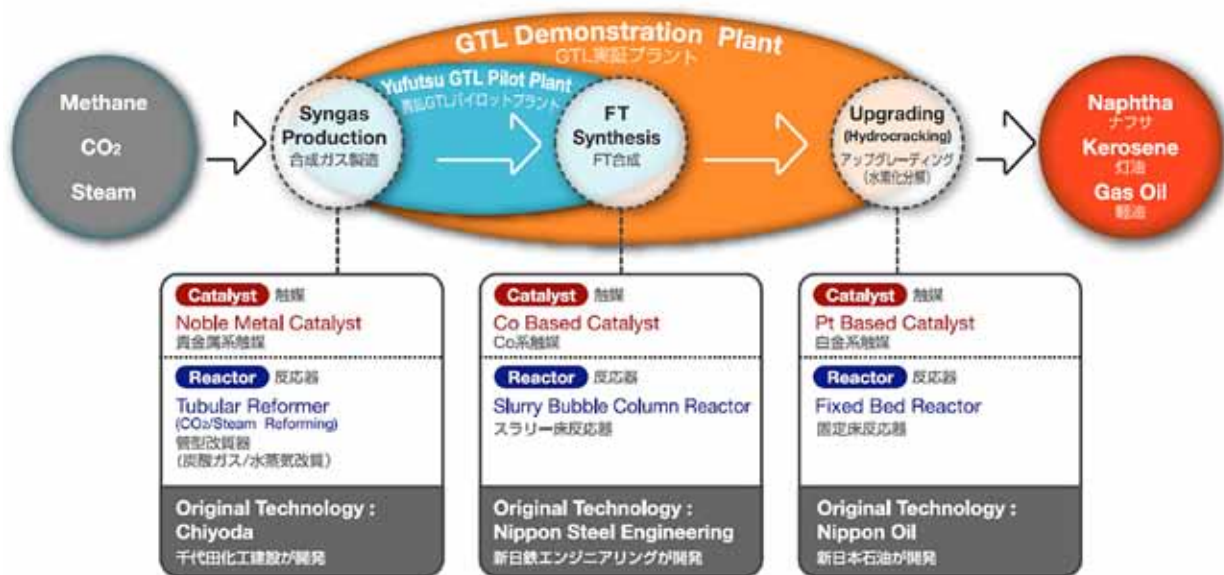 GTL Demonstration Plant
GTL実証プラント
Yufutsu GTL Pilot Plant
勇払GTLパイロットプラント
Methane
CO₂
Steam
Syngas
Production
合成ガス製造
FT
Synthesis
FT合成
Upgrading
(Hydrocracking)
アップグレーディング
(水素化分解)
Naphtha
ナフサ
Kerosene
灯油
Gas Oil
軽油
Catalyst 触媒
Noble Metal Catalyst
貴金属系触媒
Reactor 反応器
Tubular Reformer
(CO₂/Steam Reforming)
管型改質器
(炭酸ガス/水蒸気改質)
Original Technology :
Chiyoda
千代田化工建設が開発
Catalyst 触媒
Co Based Catalyst
Co系触媒
Reactor 反応器
Slurry Bubble Column Reactor
スラリー床反応器
Original Technology :
Nippon Steel Engineering
新日鉄エンジニアリングが開発
Catalyst 触媒
Pt Based Catalyst
白金系触媒
Reactor 反応器
Fixed Bed Reactor
固定床反応器
Original Technology :
Nippon Oil
新日本石油が開発